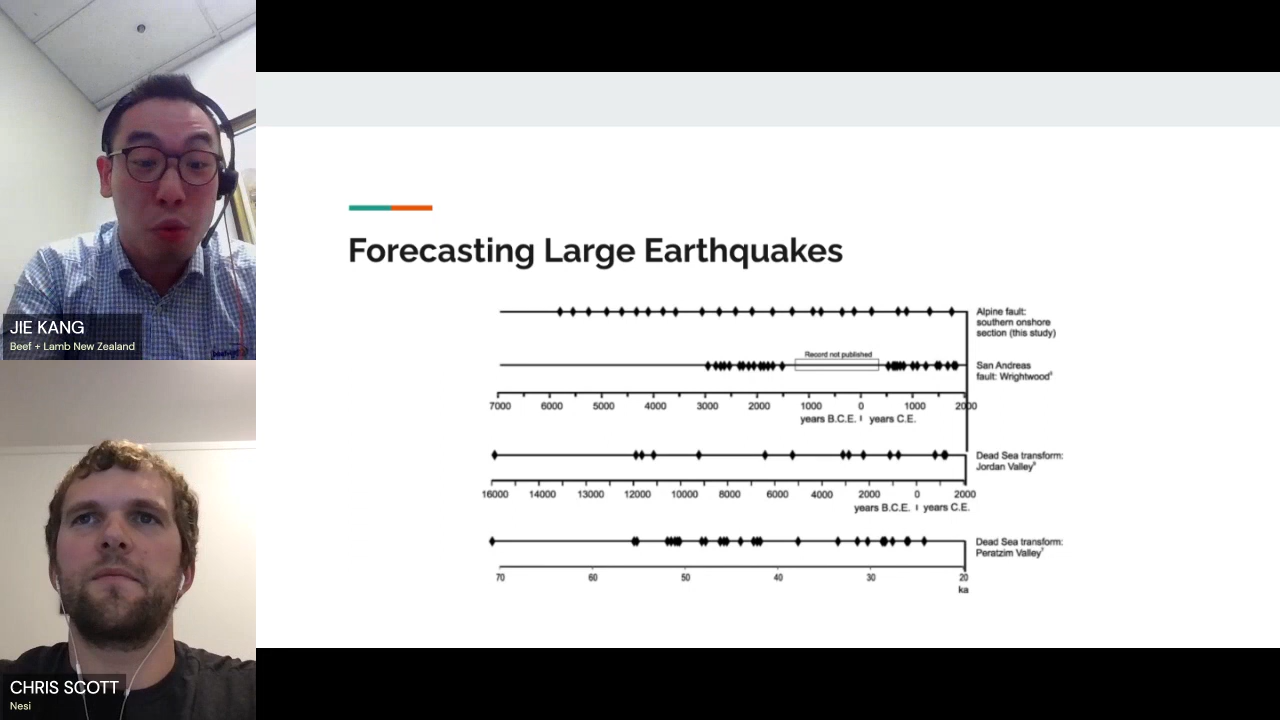 JIE KANG
Beef + Lamb New Zealand
CHRIS SCOTT
Nesi
Forecasting Large Earthquakes
Alpine fault:
southern onshore
section (this study)
Record not published
San Andreas
fault: Wrightwood
7000 6000 5000 4000 3000 2000 1000 0 1000 2000
years B.C.E. years C.E.
Dead Sea transform:
Jordan Valley
16000 14000 13000 12000 10000 8000 6000 4000 2000 0 2000
years B.C.E. years C.E.
Dead Sea transform:
Peratzim Valley
70 60 50 40 30 20
ka